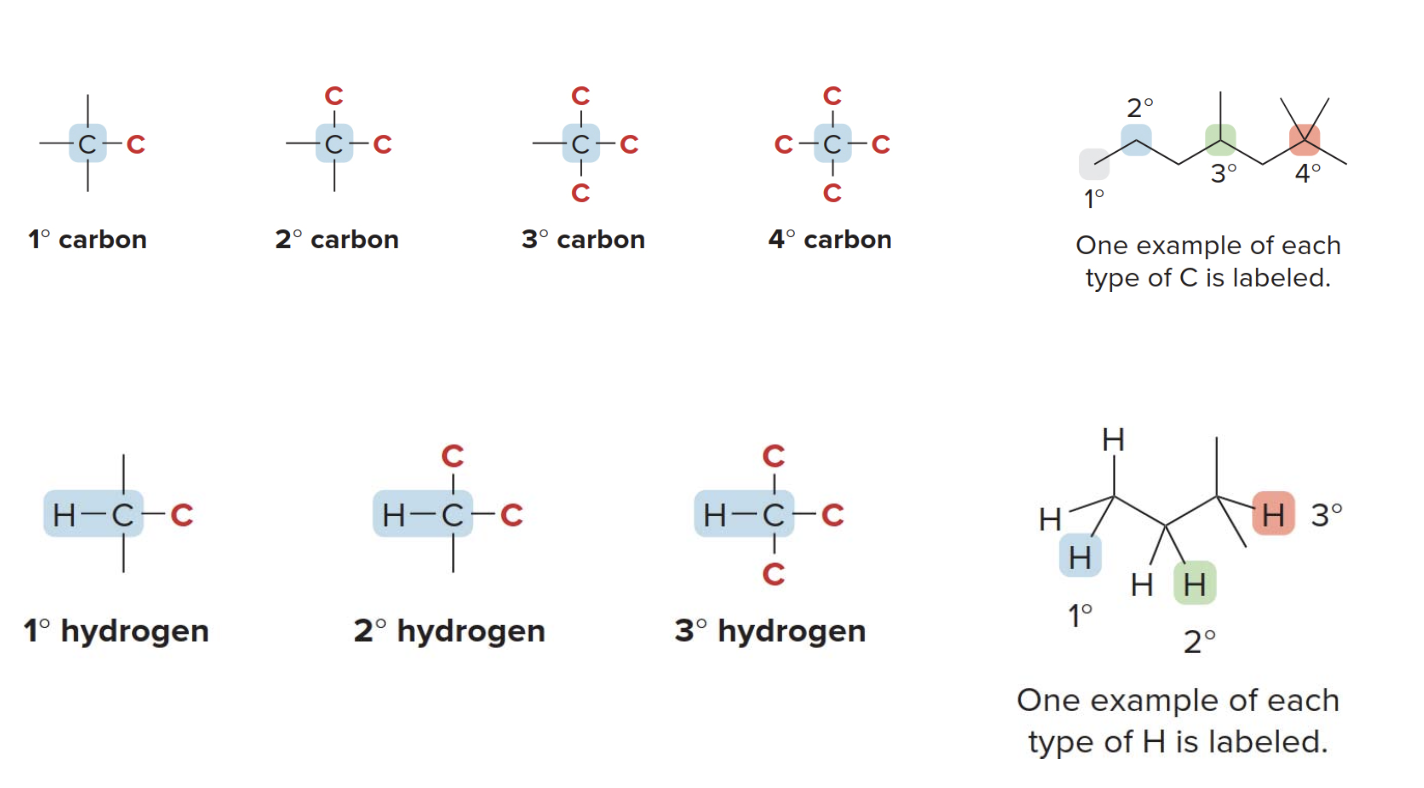 C
C
C
C
2°
C
C
C
C
C
C
C
C
C
C
3°
4°
1°
1° carbon
2° carbon
3° carbon
4° carbon
One example of each
type of C is labeled.
H
C
C
C
H
C
C
H
C
C
H
C
C
H
3°
H
H
C
H
H
1°
1° hydrogen
2° hydrogen
3° hydrogen
2°
One example of each
type of H is labeled.